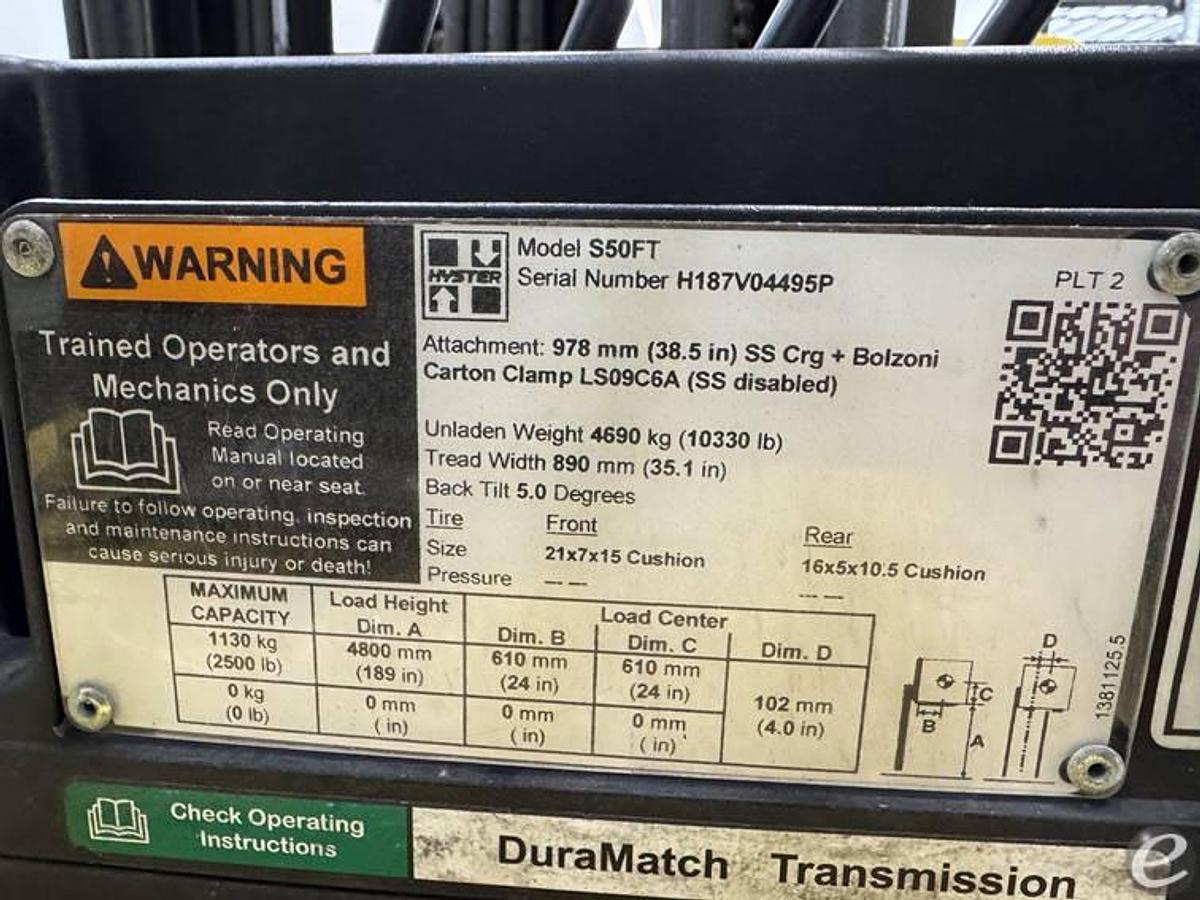 WARNING
Trained Operators and
Mechanics Only
Read Operating
Manual located
on or near seat.
Failure to follow operating, inspection
and maintenance instructions can
cause serious injury or death!
HYSTER
Model S50FT
Serial Number H187V04495P
PLT 2
Attachment: 978 mm (38.5 in) SS Crg + Bolzoni
Carton Clamp LS09C6A (SS disabled)
Unladen Weight 4690 kg (10330 lb)
Tread Width 890 mm (35.1 in)
Back Tilt 5.0 Degrees
Tire Front Rear
Size 21x7x15 Cushion 16x5x10.5 Cushion
Pressure -- -- -- --
MAXIMUM CAPACITY Load Height Dim. A Load Center
Dim. B Dim. C Dim. D
1130 kg 4800 mm 610 mm 610 mm
(2500 lb) (189 in) (24 in) (24 in)
102 mm
(4.0 in)
0 kg 0 mm 0 mm 0 mm
(0 lb) ( in) ( in) ( in)
D
C
B
A
1381125.5
Check Operating
Instructions
DuraMatch Transmission
e